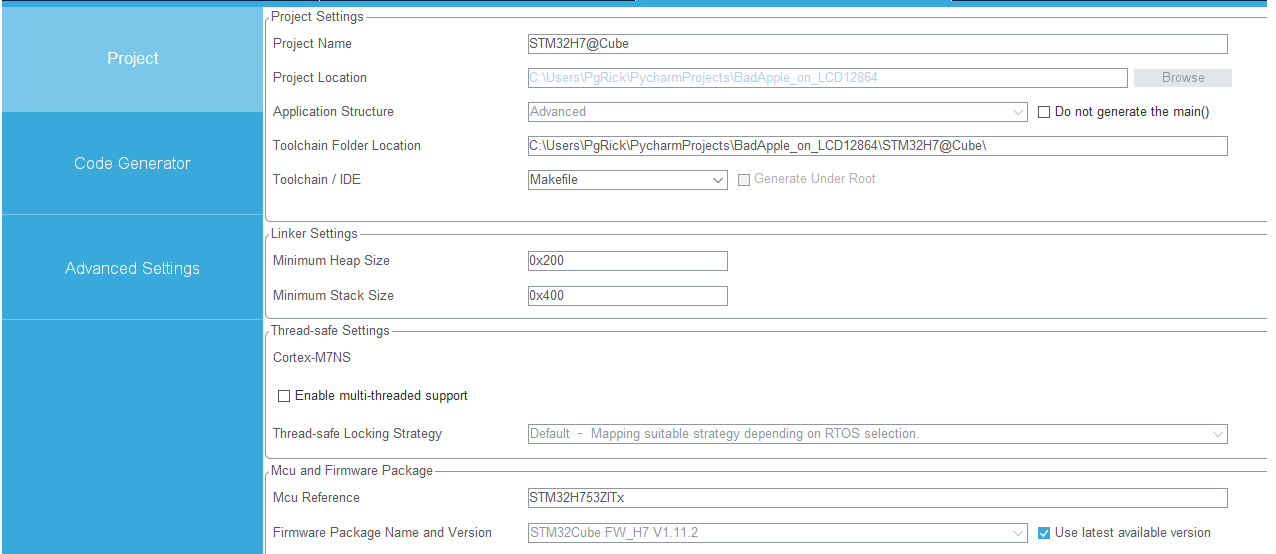 Project Settings
Project
Project Name STM32H7@Cube
Project Location C:\Users\PgRick\PycharmProjects\BadApple_on_LCD12864 Browse
Application Structure Advanced Do not generate the main()
Code Generator
Toolchain Folder Location C:\Users\PgRick\PycharmProjects\BadApple_on_LCD12864\STM32H7@Cube\
Toolchain / IDE Makefile Generate Under Root
Linker Settings
Advanced Settings
Minimum Heap Size 0x200
Minimum Stack Size 0x400
Thread-safe Settings
Cortex-M7NS
Enable multi-threaded support
Thread-safe Locking Strategy Default - Mapping suitable strategy depending on RTOS selection.
Mcu and Firmware Package
Mcu Reference STM32H753ZITx
Firmware Package Name and Version STM32Cube FW_H7 V1.11.2 Use latest available version